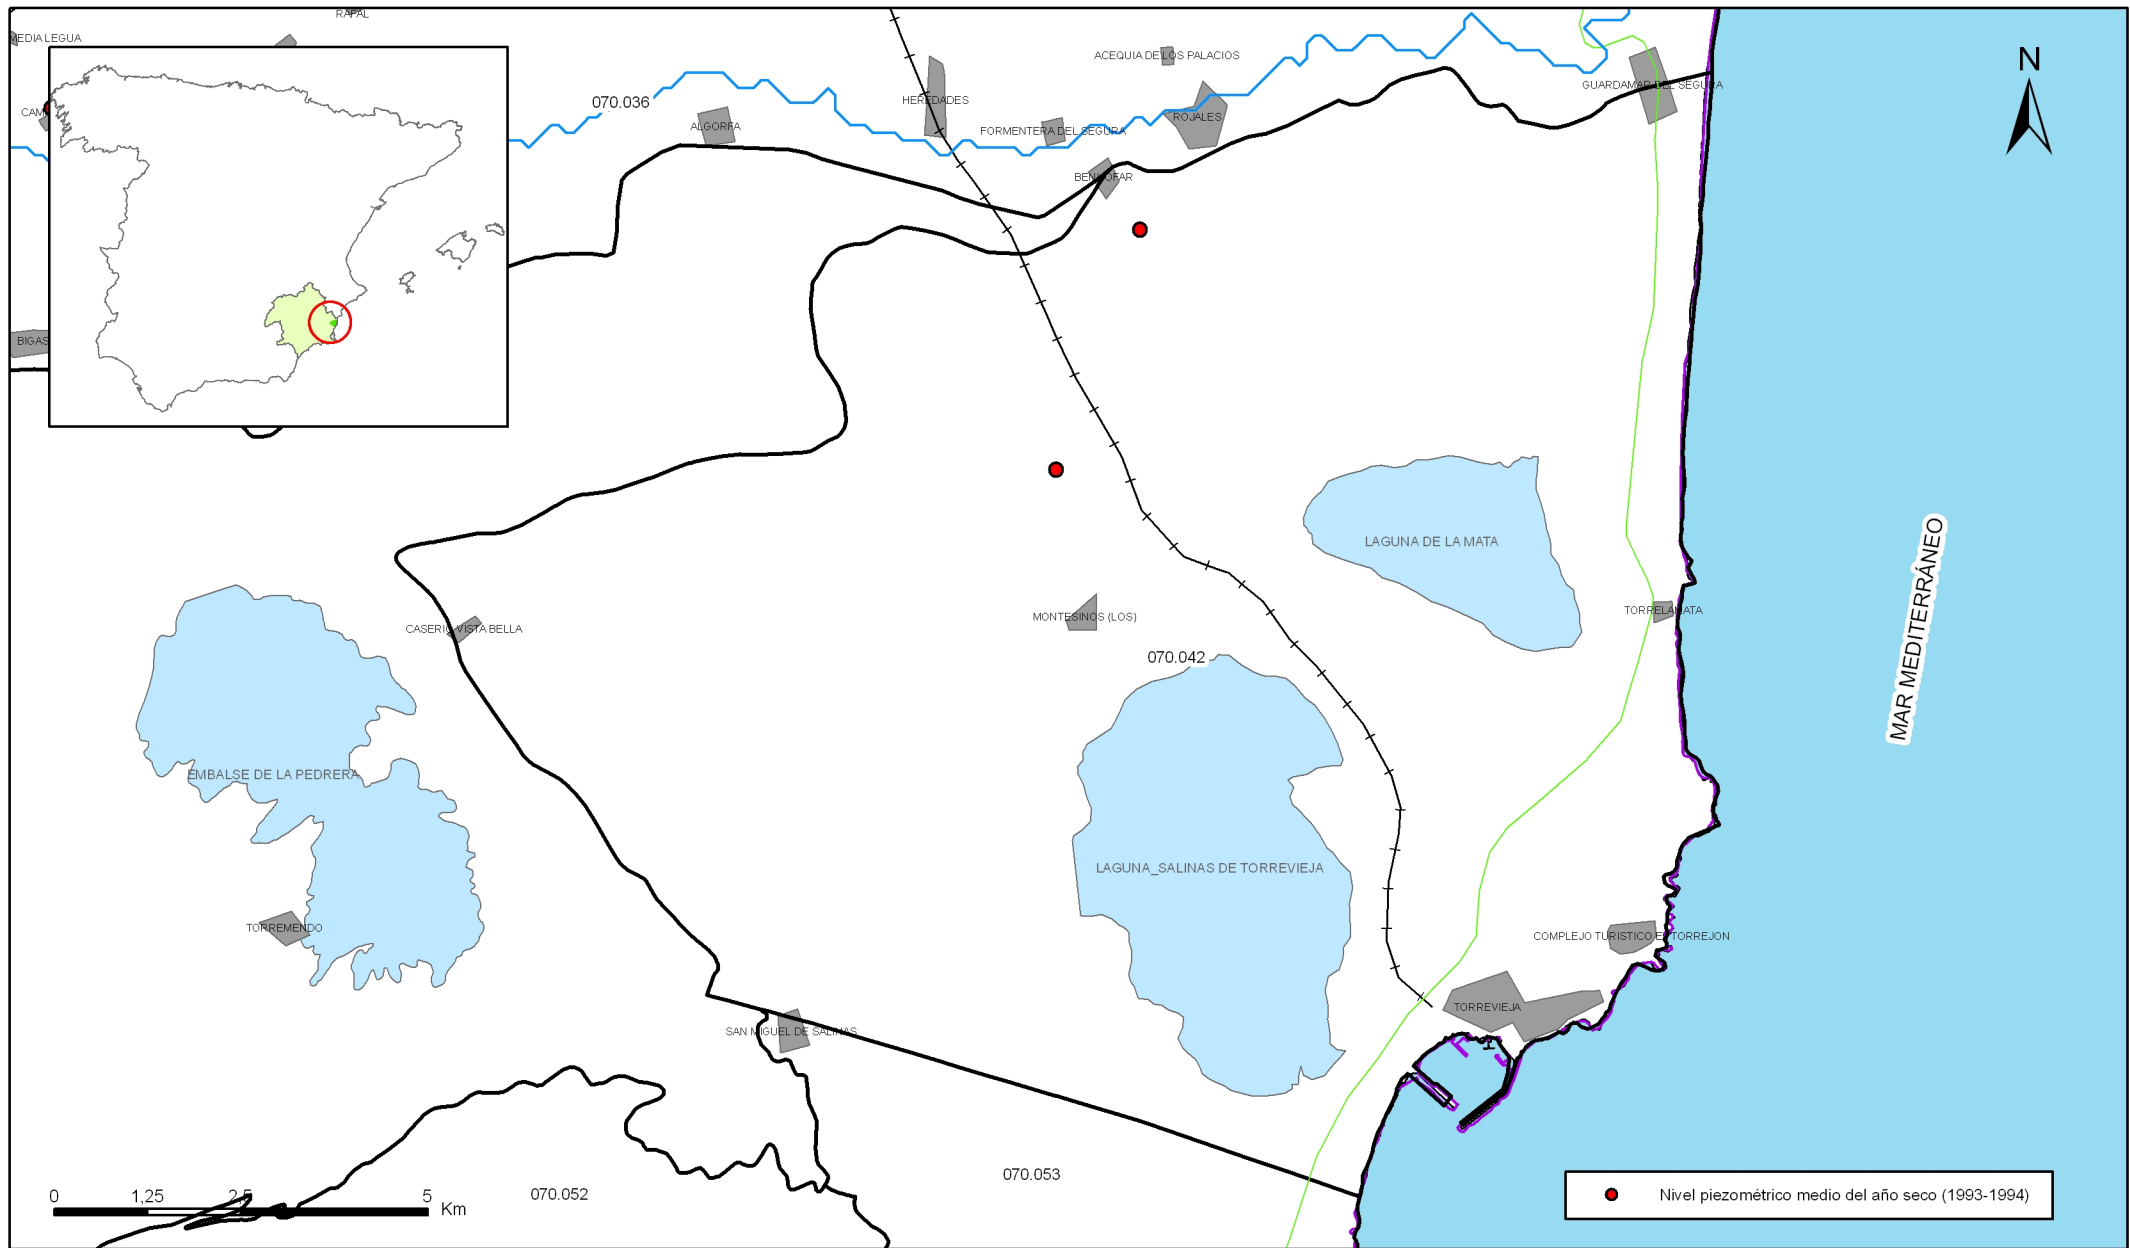 RAFAL
MEDIA LEGUA
N
ACEQUIA DE LOS PALACIOS
GUARDAMAR DEL SEGURA
070.036
HEREDADES
CAM
ALGORFA
FORMENTERA DEL SEGURA
ROJALES
BENIJOFAR
BIGAS
LAGUNA DE LA MATA
MAR MEDITERRÁNEO
CASERIO VISTA BELLA
MONTESINOS (LOS)
TORRELAMATA
070.042
EMBALSE DE LA PEDRERA
LAGUNA_SALINAS DE TORREVIEJA
TORREMENDO
COMPLEJO TURISTICO EL TORREJON
TORREVIEJA
SAN MIGUEL DE SALINAS
070.053
070.052
0 1,25 2,5 5
Km
Nivel piezométrico medio del año seco (1993-1994)